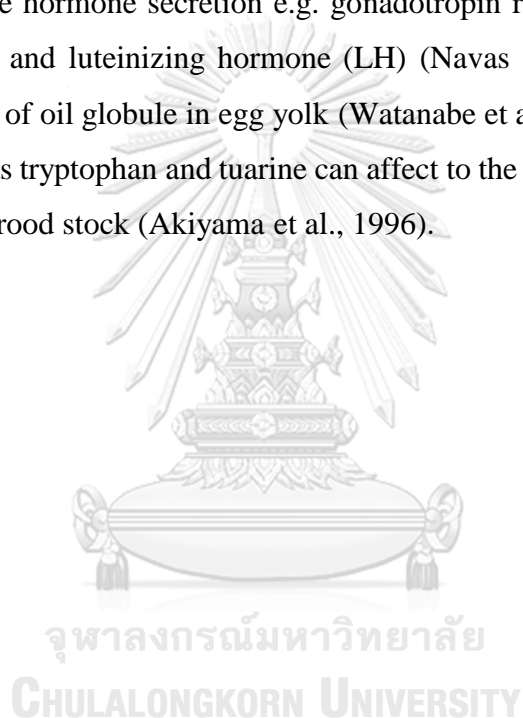 e hormone secretion e.g. gonadotropin r
and luteinizing hormone (LH) (Navas
of oil globule in egg yolk (Watanabe et a
s tryptophan and tuarine can affect to the
rood stock (Akiyama et al., 1996).
จุฬาลงกรณ์มหาวิทยาลัย
CHULALONGKORN UNIVERSITY